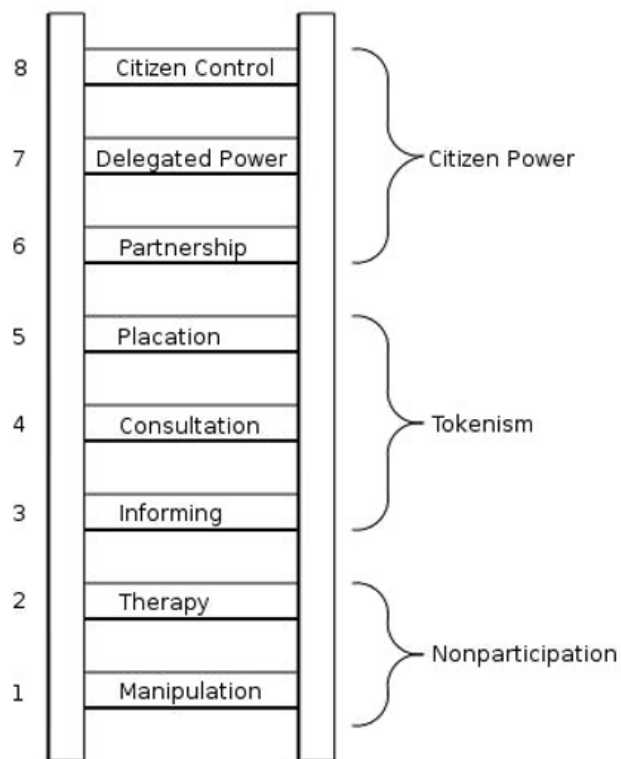 8 Citizen Control
7 Delegated Power
Citizen Power
6 Partnership
5 Placation
4 Consultation
Tokenism
3 Informing
2 Therapy
Nonparticipation
1 Manipulation